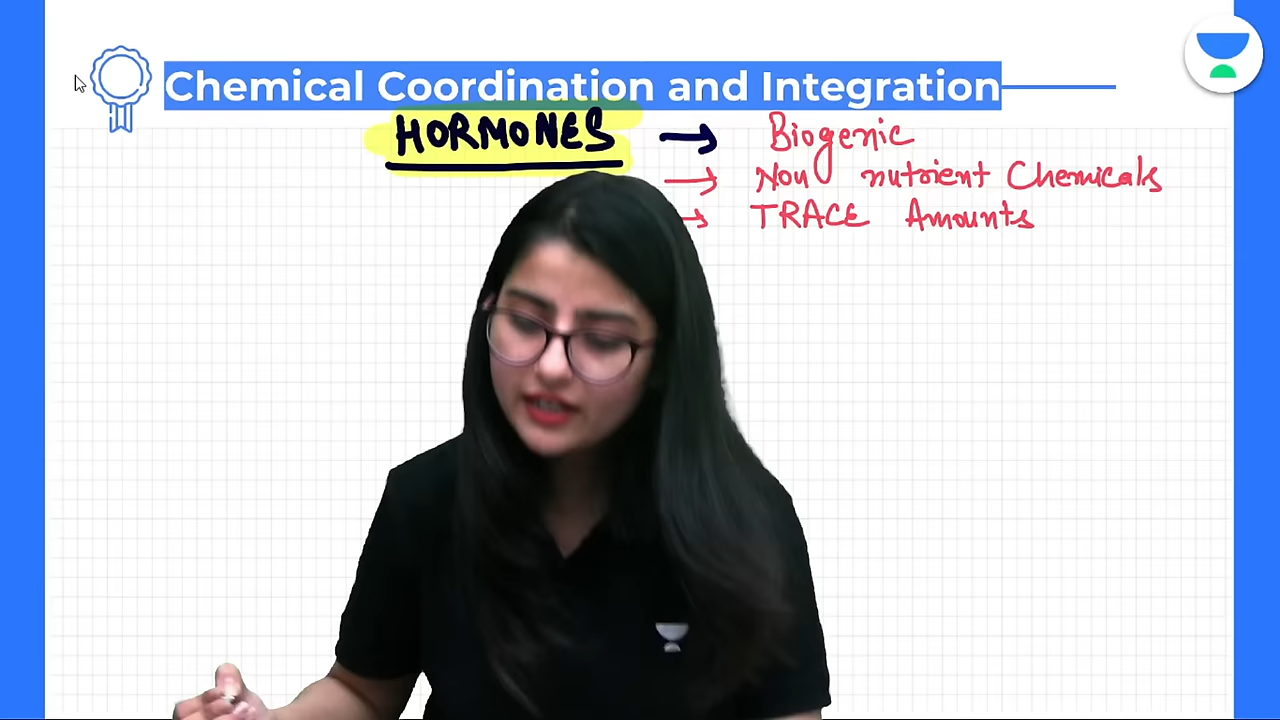 Chemical Coordination and Integration
HORMONES → Biogenic
→ Non nutrient Chemicals
→ TRACE Amounts